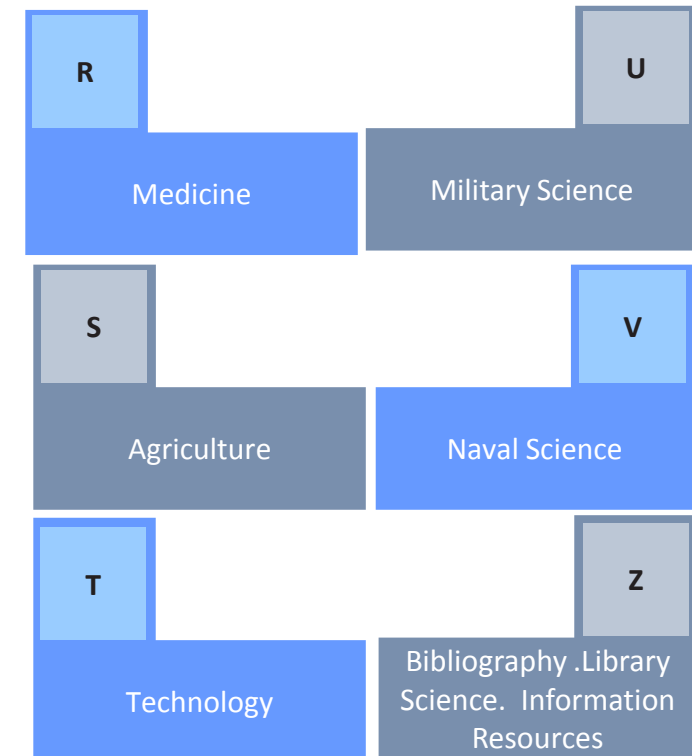 R
Medicine
U
Military Science
S
Agriculture
V
Naval Science
T
Technology
Z
Bibliography .Library
Science.  Information
Resources